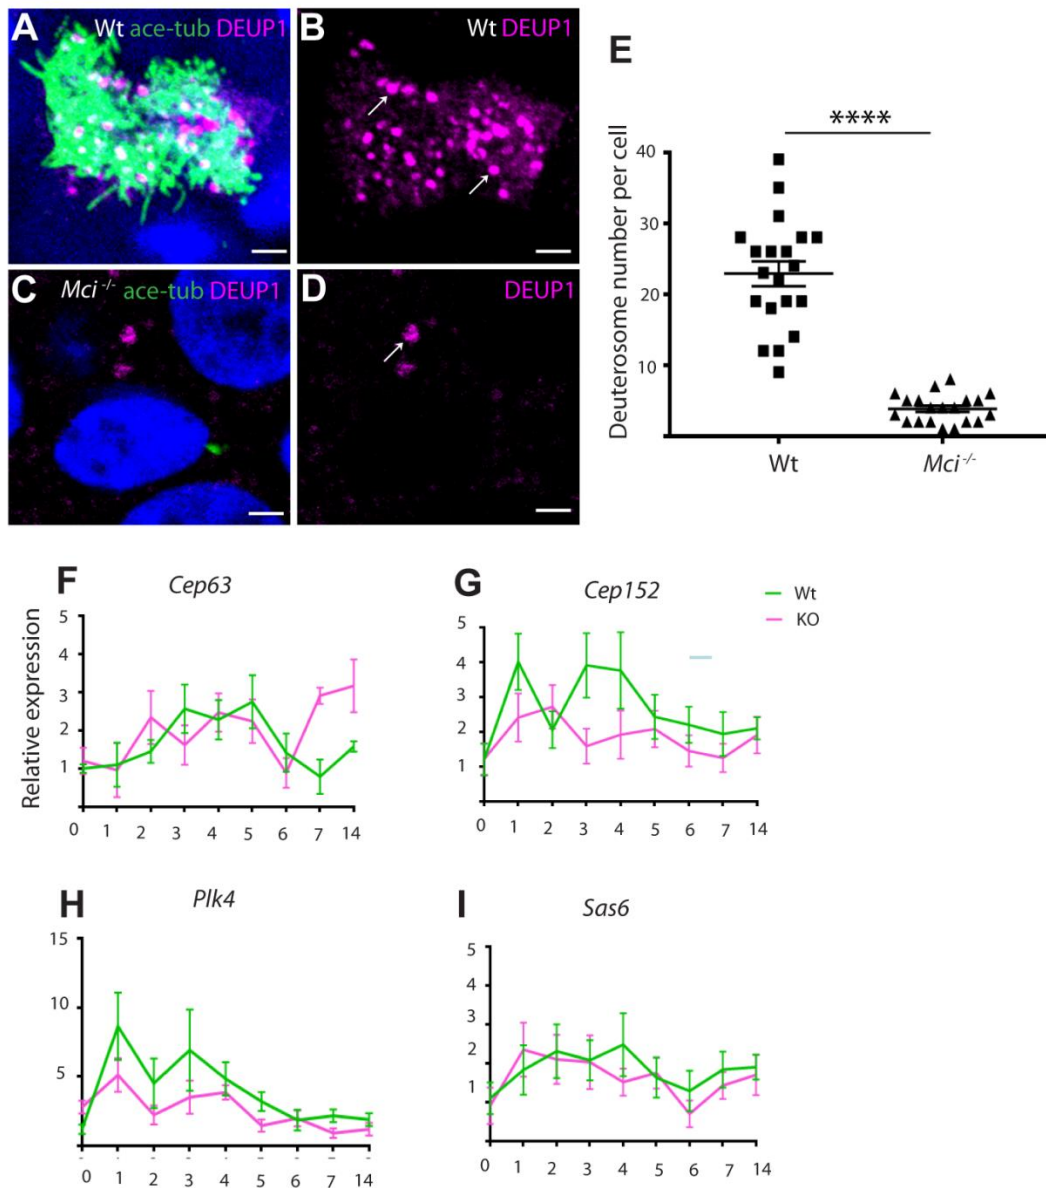 A Wt ace-tub DEUP1
B Wt DEUP1
C Mci -/- ace-tub DEUP1
D DEUP1
E
****
Deuterosome number per cell
40
30
20
10
Wt Mci -/-
F Cep63
Relative expression
5
4
3
2
1
0 1 2 3 4 5 6 7 14
G Cep152
Wt
KO
5
4
3
2
1
0 1 2 3 4 5 6 7 14
H Plk4
15
10
5
0 1 2 3 4 5 6 7 14
I Sas6
5
4
3
2
1
0 1 2 3 4 5 6 7 14